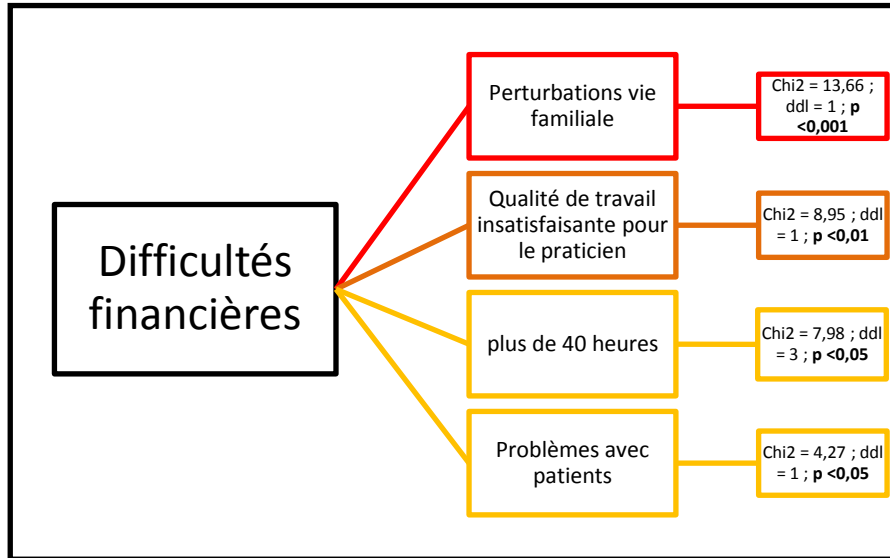 Difficultés
financières
Perturbations vie
familiale
Chi2 = 13,66 ;
ddl = 1 ; p
<0,001
Qualité de travail
insatisfaisante pour
le praticien
Chi2 = 8,95 ; ddl
= 1 ; p <0,01
plus de 40 heures
Chi2 = 7,98 ; ddl
= 3 ; p <0,05
Problèmes avec
patients
Chi2 = 4,27 ; ddl
= 1 ; p <0,05